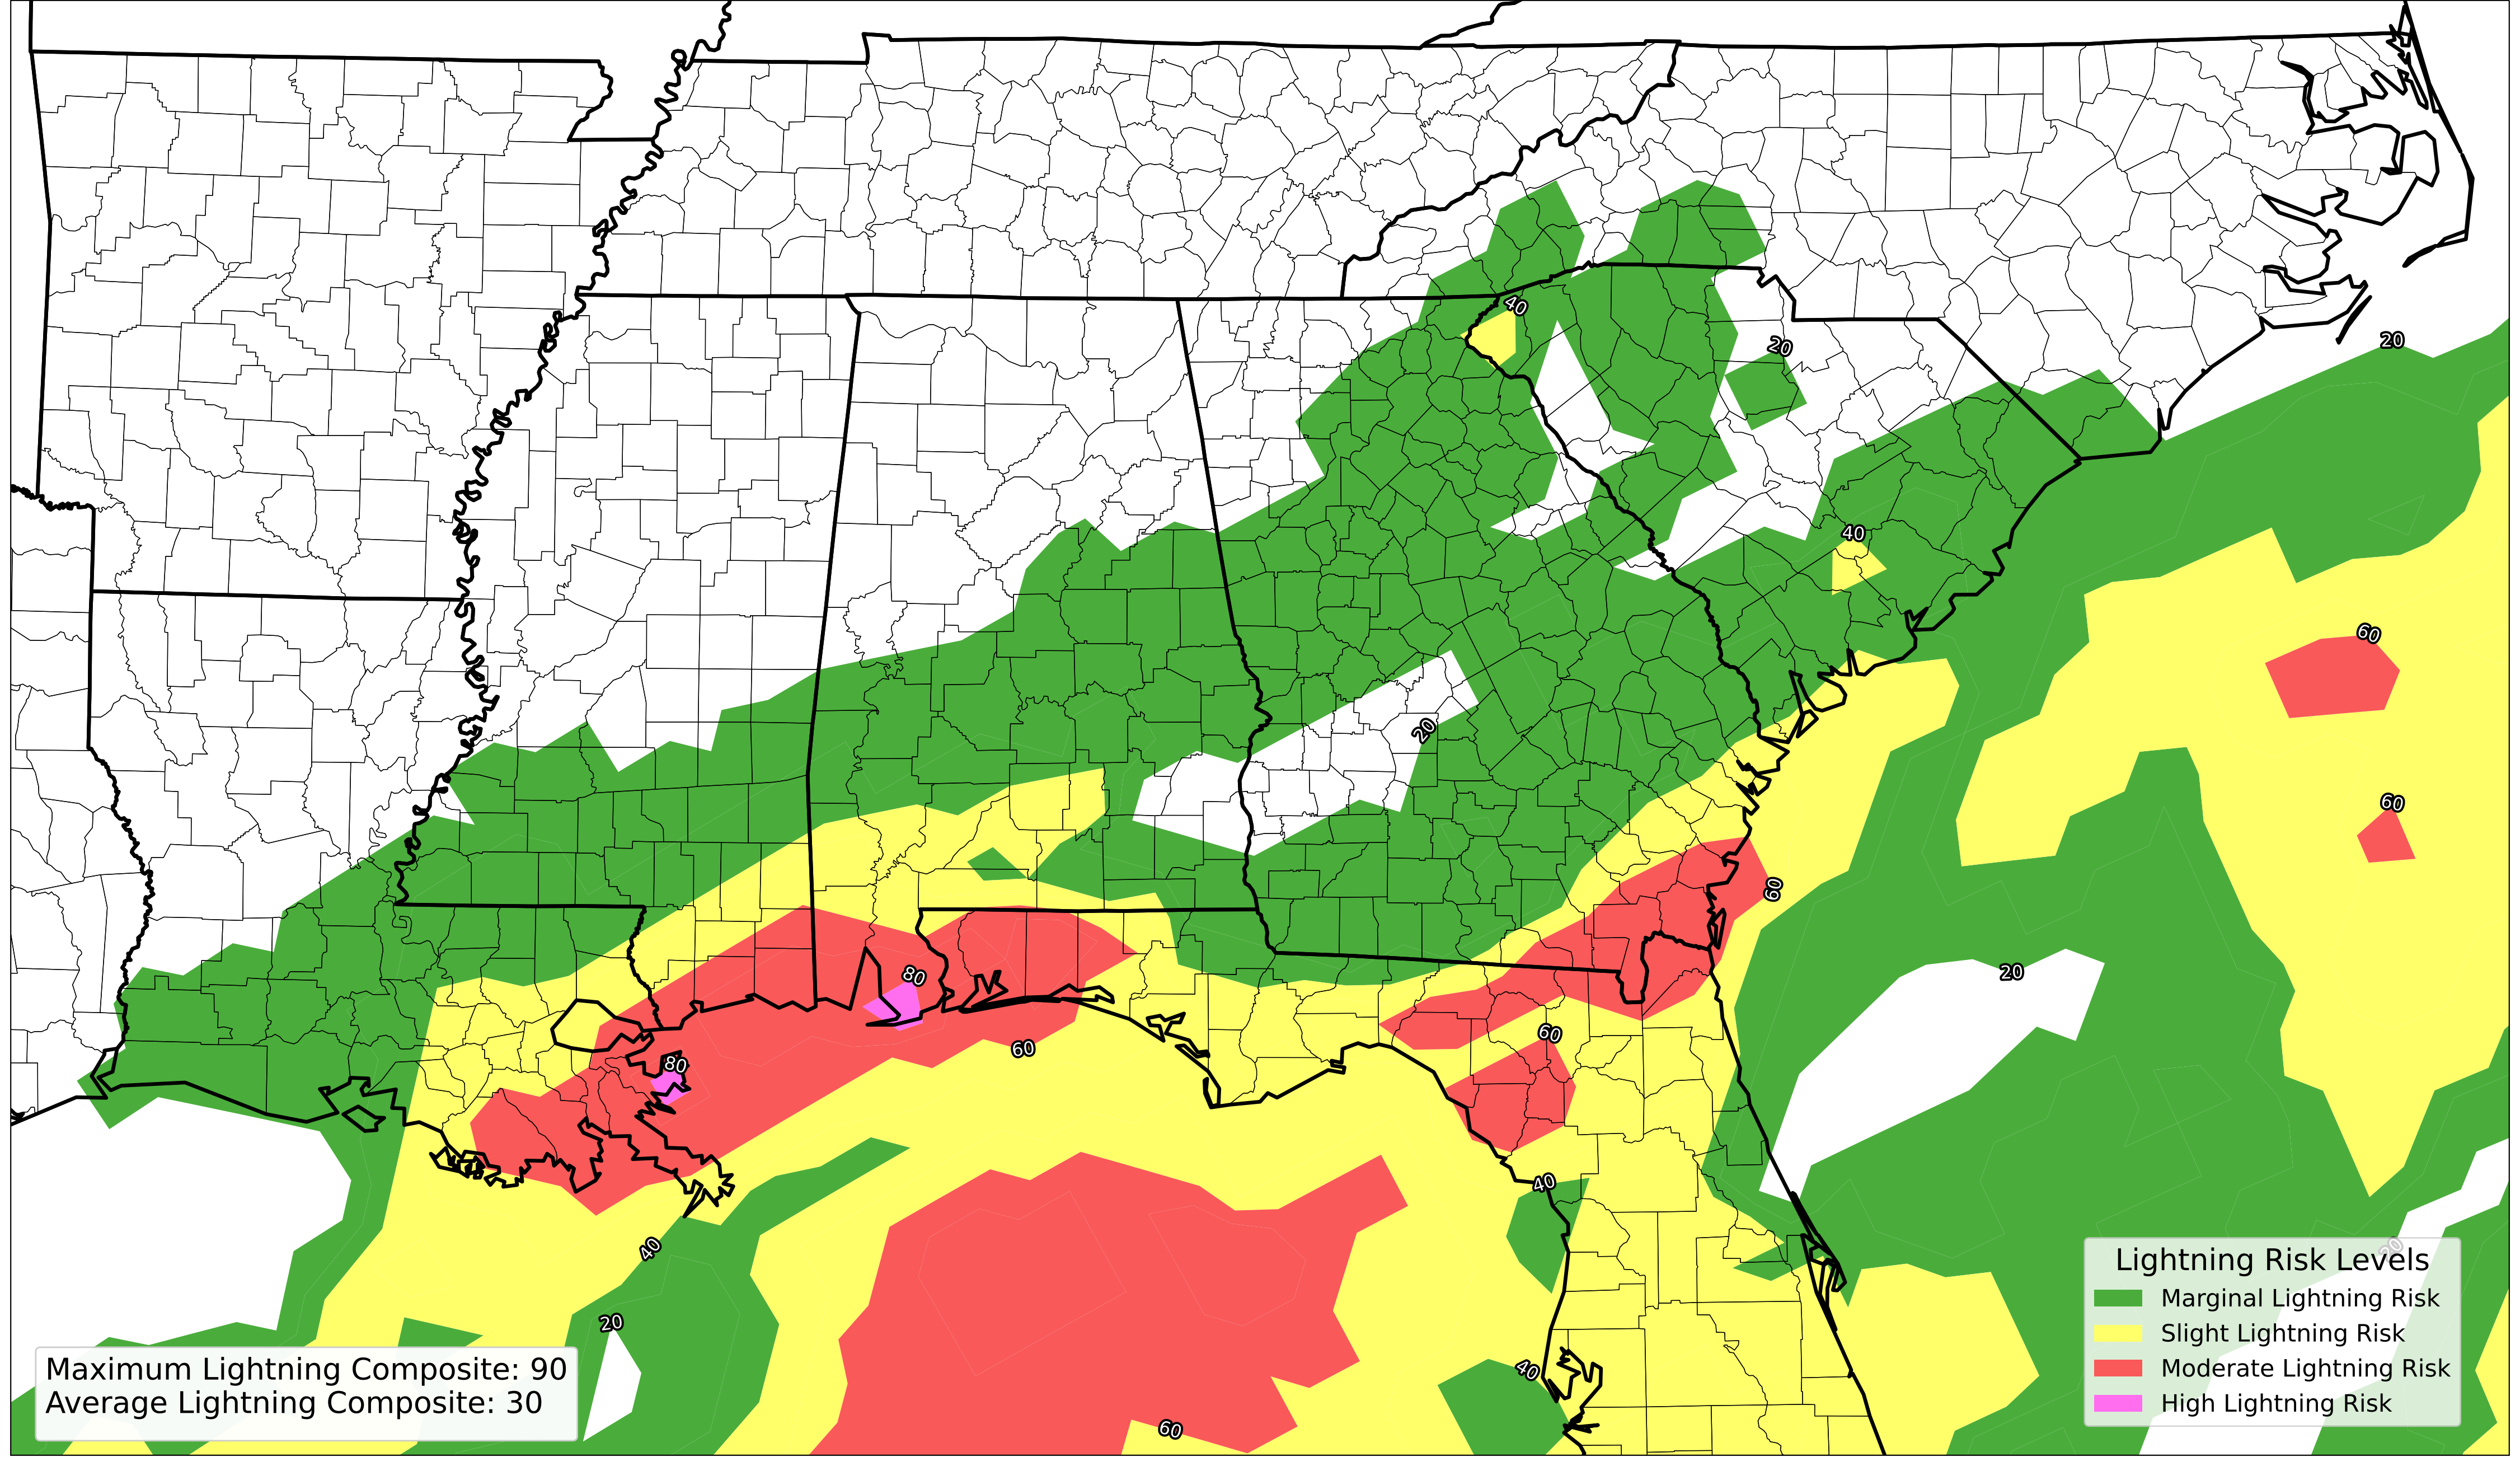 40
20
20
40
60
20
60
60
20
80
60
60
80
40
40
20
20
40
60
Maximum Lightning Composite: 90
Average Lightning Composite: 30
Lightning Risk Levels
Marginal Lightning Risk
Slight Lightning Risk
Moderate Lightning Risk
High Lightning Risk